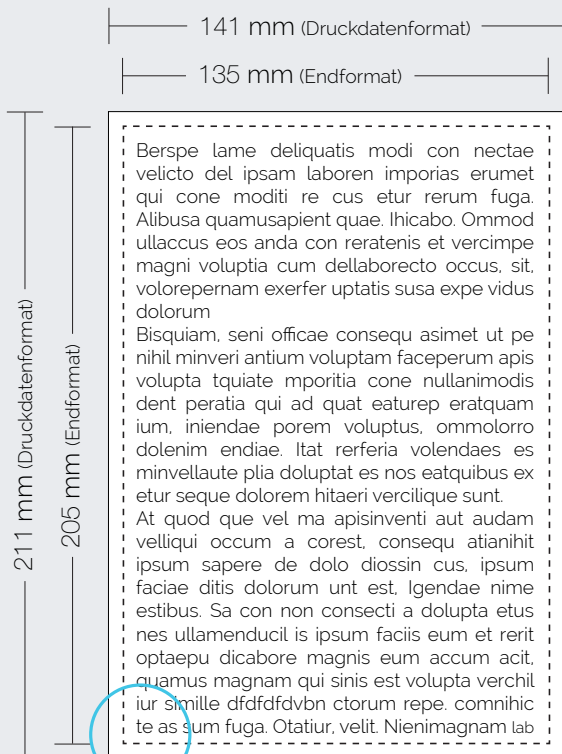 141 mm (Druckdatenformat)
135 mm (Endformat)
211 mm (Druckdatenformat)
205 mm (Endformat)
Berspe lame deliquatis modi con nectae
velicto del ipsam laboren imporias erumet
qui cone moditi re cus etur rerum fuga.
Alibusa quamusapient quae. Ihicabo. Ommod
ullaccus eos anda con reratenis et vercimpe
magni voluptia cum dellaborecto occus, sit,
volorepernam exerfer uptatis susa expe vidus
dolorum
Bisquiam, seni officae consequ asimet ut pe
nihil minveri antium voluptam faceperum apis
volupta tquiate mporitia cone nullanimodis
dent peratia qui ad quat eaturep eratquam
ium, iniendae porem voluptus, ommolorro
dolenim endiae. Itat rerferia volendaes es
minvellaute plia doluptat es nos eatquibus ex
etur seque dolorem hitaeri vercilique sunt.
At quod que vel ma apisinventi aut audam
velliqui occum a corest, consequ atianihit
ipsum sapere de dolo diossin cus, ipsum
faciae ditis dolorum unt est, Igendae nime
estibus. Sa con non consecti a dolupta etus
nes ullamenducil is ipsum faciis eum et rerit
optaepu dicabore magnis eum accum acit,
quamus magnam qui sinis est volupta verchil
iur simille dfdfdfdvbn ctorum repe. comnihic
te as sum fuga. Otatiur, velit. Nienimagnam lab